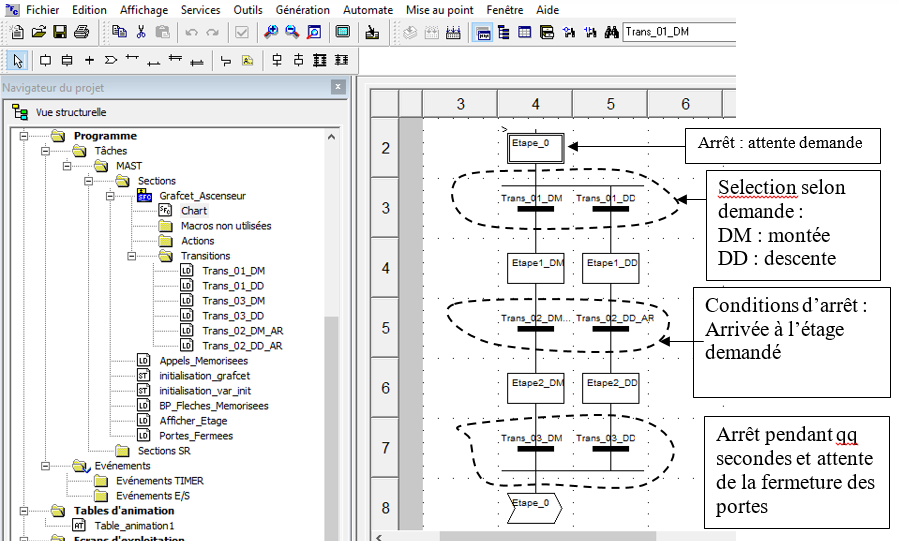 Fichier Edition Affichage Services Outils Génération Automate Mise au point Fenêtre Aide
Trans_01_DM
Navigateur du projet
Vue structurelle
Programme
Tâches
MAST
Sections
Grafcet_Ascenseur
Chart
Macros non utilisées
Actions
Transitions
Trans_01_DM
Trans_01_DD
Trans_03_DM
Trans_03_DD
Trans_02_DM_AR
Trans_02_DD_AR
Appels_Memorisees
initialisation_grafcet
initialisation_var_init
BP_Fleches_Memorisees
Afficher_Etage
Portes_Fermees
Sections SR
Evénements
Evénements TIMER
Evénements E/S
Tables d'animation
Table_animation1
Ecrans d'exploitation
3 4 5 6
2
Etape_0
3
Trans_01_DM Trans_01_DD
4
Etape1_DM Etape1_DD
5
Trans_02_DM... Trans_02_DD_AR
6
Etape2_DM Etape2_DD
7
Trans_03_DM Trans_03_DD
8
Etape_0
Arrêt : attente demande
Selection selon
demande :
DM : montée
DD : descente
Conditions d’arrêt :
Arrivée à l’étage
demandé
Arrêt pendant qq
secondes et attente
de la fermeture des
portes